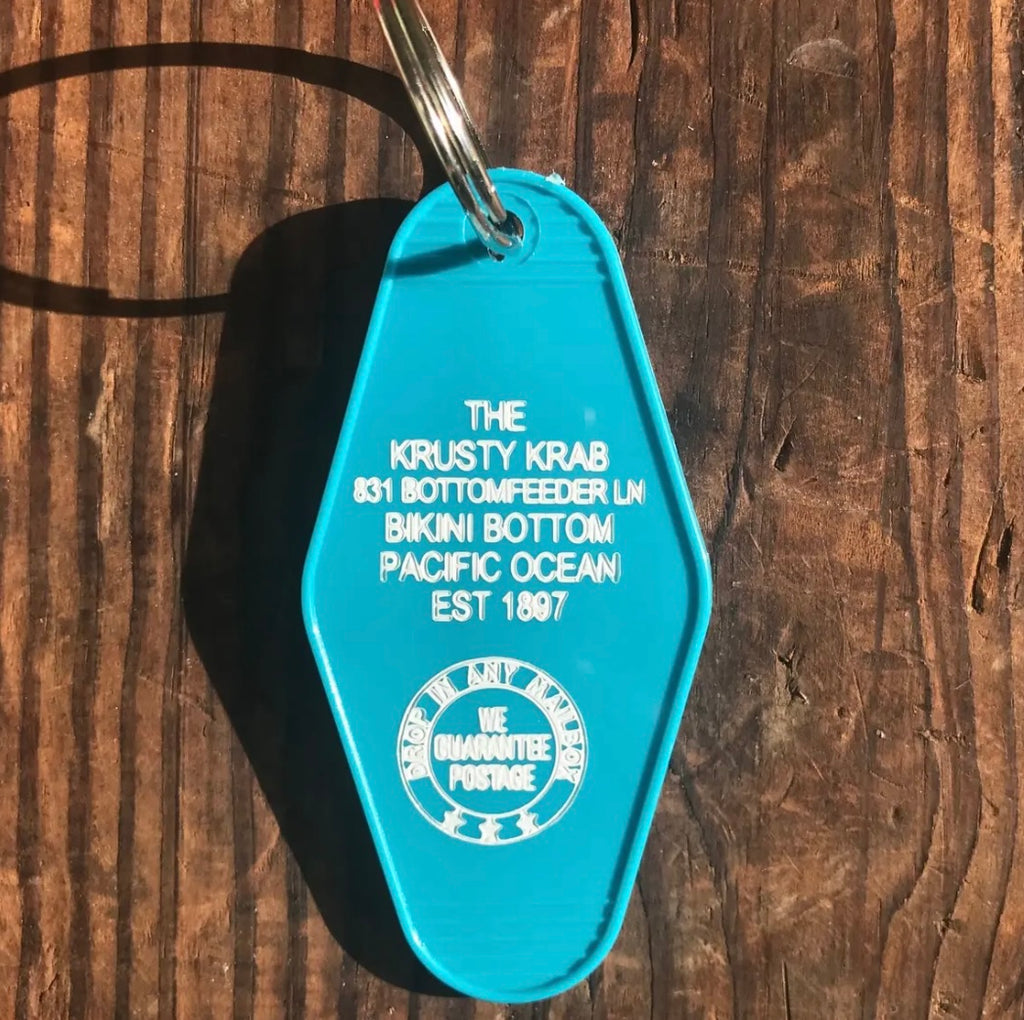 THE
KRUSTY KRAB
831 BOTTOMFEEDER LN
BIKINI BOTTOM
PACIFIC OCEAN
EST 1897
DROP IN ANY MAILBOX
WE
GUARANTEE
POSTAGE